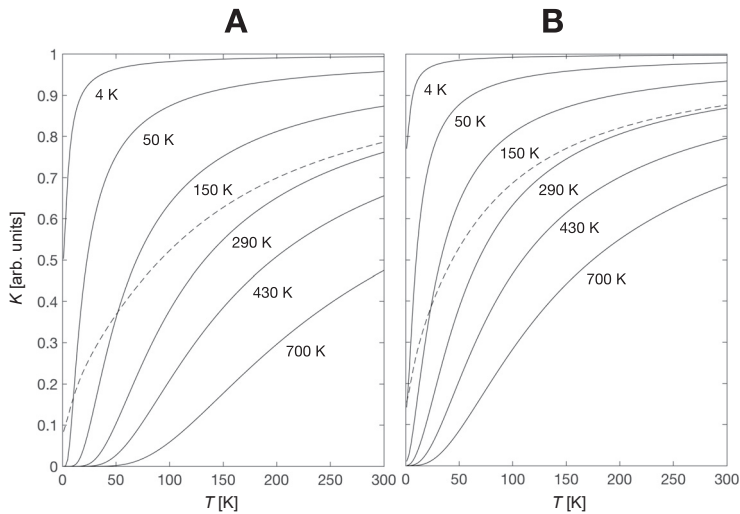 A
B
K [arb. units]
1
0.9
0.8
0.7
0.6
0.5
0.4
0.3
0.2
0.1
0
4 K
50 K
150 K
290 K
430 K
700 K
0 50 100 150 200 250 300
T [K]
4 K
50 K
150 K
290 K
430 K
700 K
0 50 100 150 200 250 300
T [K]